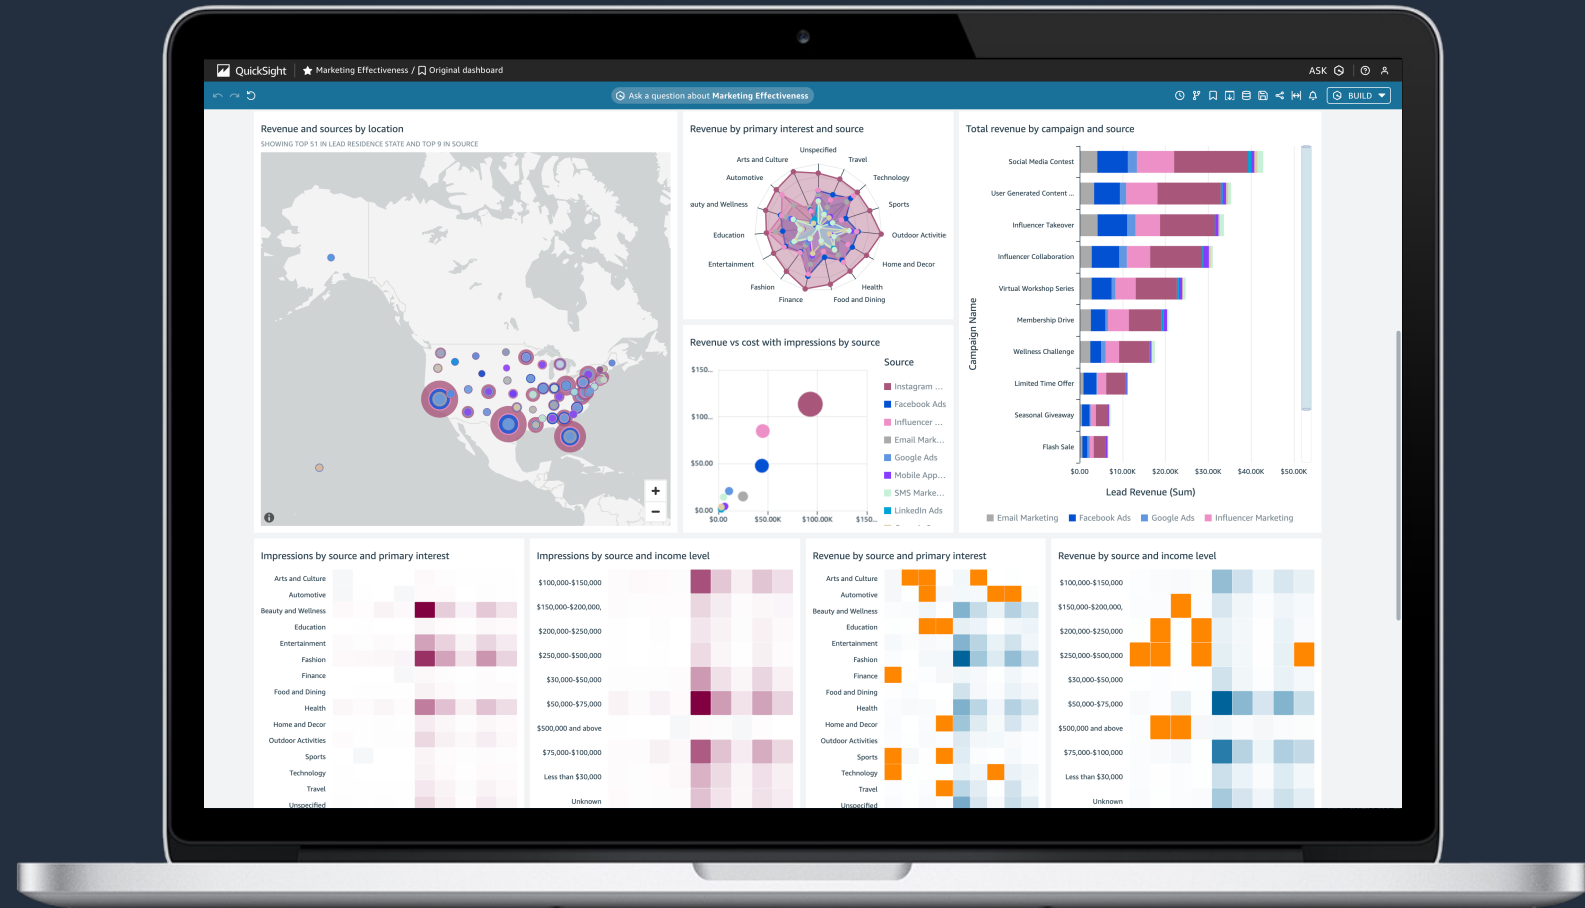 QuickSight
Marketing Effectiveness / Original dashboard
ASK
Ask a question about Marketing Effectiveness
BUILD
Revenue and sources by location
SHOWING TOP 51 IN LEAD RESIDENCE STATE AND TOP 9 IN SOURCE
Revenue by primary interest and source
Unspecified
Arts and Culture
Travel
Automotive
Technology
auty and Wellness
Sports
Education
Outdoor Activitie
Entertainment
Home and Decor
Fashion
Health
Finance
Food and Dining
Revenue vs cost with impressions by source
Source
$150...
Instagram ...
Facebook Ads
$100...
Influencer ...
Email Mark...
$50.00
Google Ads
Mobile App...
SMS Marke...
$0.00
LinkedIn Ads
$0.00
$50.00K
$100.00K
$150...
Total revenue by campaign and source
Campaign Name
Social Media Contest
User Generated Content ...
Influencer Takeover
Influencer Collaboration
Virtual Workshop Series
Membership Drive
Wellness Challenge
Limited Time Offer
Seasonal Giveaway
Flash Sale
$0.00
$10.00K
$20.00K
$30.00K
$40.00K
$50.00K
Lead Revenue (Sum)
Email Marketing
Facebook Ads
Google Ads
Influencer Marketing
Impressions by source and primary interest
Arts and Culture
Automotive
Beauty and Wellness
Education
Entertainment
Fashion
Finance
Food and Dining
Health
Home and Decor
Outdoor Activities
Sports
Technology
Travel
Unspecified
Impressions by source and income level
$100,000-$150,000
$150,000-$200,000,
$200,000-$250,000
$250,000-$500,000
$30,000-$50,000
$50,000-$75,000
$500,000 and above
$75,000-$100,000
Less than $30,000
Unknown
Revenue by source and primary interest
Arts and Culture
Automotive
Beauty and Wellness
Education
Entertainment
Fashion
Finance
Food and Dining
Health
Home and Decor
Outdoor Activities
Sports
Technology
Travel
Unspecified
Revenue by source and income level
$100,000-$150,000
$150,000-$200,000,
$200,000-$250,000
$250,000-$500,000
$30,000-$50,000
$50,000-$75,000
$500,000 and above
$75,000-$100,000
Less than $30,000
Unknown